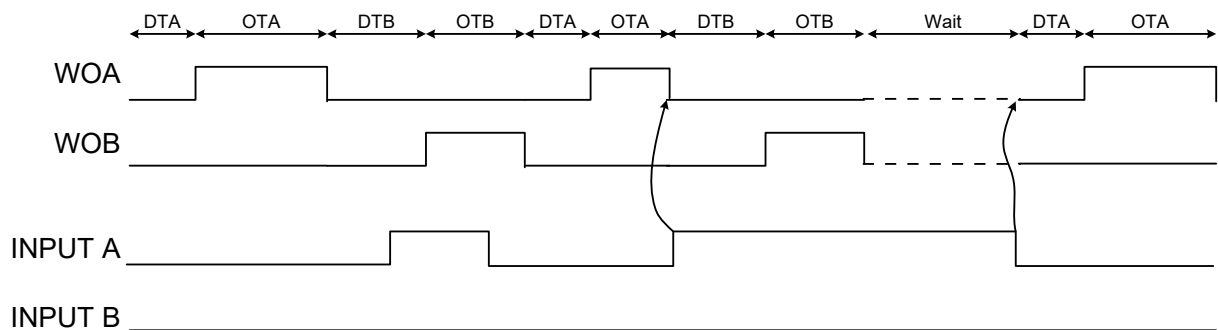 DTA OTA DTB OTB DTA OTA DTB OTB Wait DTA OTA
WOA
WOB
INPUT A
INPUT B